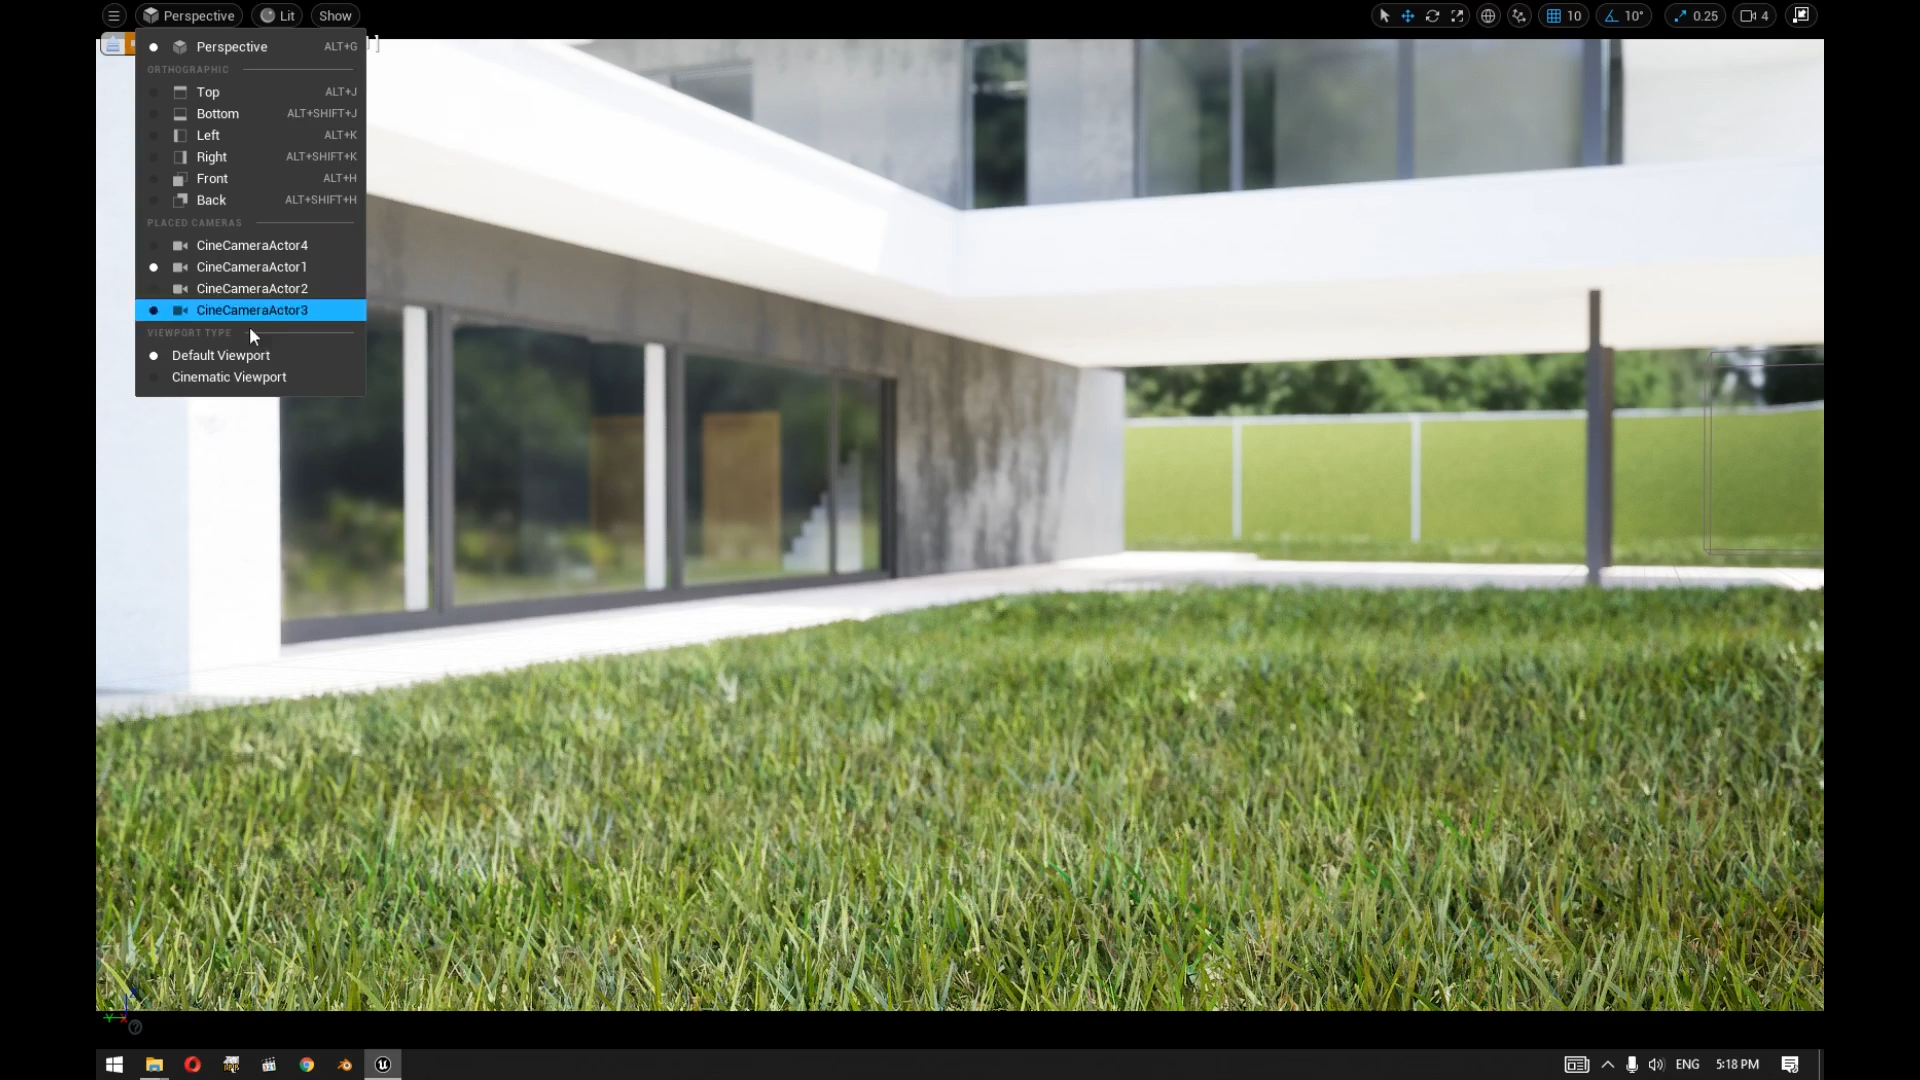 Perspective
Lit
Show
10
10°
0.25
4
Perspective ALT+G
ORTHOGRAPHIC
Top ALT+J
Bottom ALT+SHIFT+J
Left ALT+K
Right ALT+SHIFT+K
Front ALT+H
Back ALT+SHIFT+H
PLACED CAMERAS
CineCameraActor4
CineCameraActor1
CineCameraActor2
CineCameraActor3
VIEWPORT TYPE
Default Viewport
Cinematic Viewport
ENG
5:18 PM